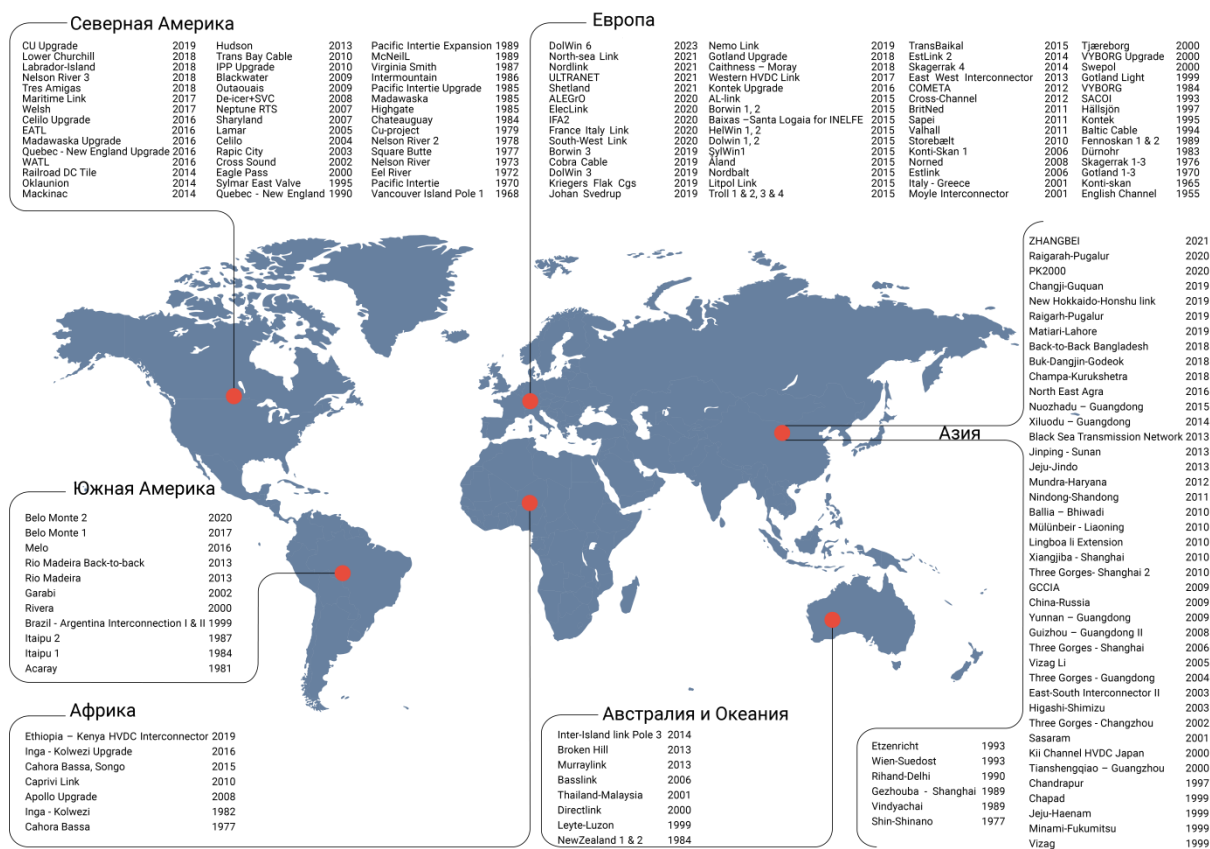 Северная Америка
CU Upgrade 2019
Lower Churchill 2018
Labrador-Island 2018
Nelson River 3 2018
Tres Amigas 2018
Maritime Link 2017
Welsh 2017
Celilo Upgrade 2016
EATL 2016
Madawaska Upgrade 2016
Quebec - New England Upgrade 2016
WATL 2016
Railroad DC Tile 2014
Oklaunion 2014
Mackinac 2014
Hudson 2013
Trans Bay Cable 2010
IPP Upgrade 2010
Blackwater 2009
Outaouais 2009
De-icer+SVC 2008
Neptune RTS 2007
Sharyland 2007
Lamar 2005
Celilo 2004
Rapic City 2003
Cross Sound 2002
Eagle Pass 2000
Sylmar East Valve 1995
Quebec - New England 1990
Pacific Intertie Expansion 1989
McNeilL 1989
Virginia Smith 1987
Intermountain 1986
Pacific Intertie Upgrade 1985
Madawaska 1985
Highgate 1985
Chateauguay 1984
Cu-project 1979
Nelson River 2 1978
Square Butte 1977
Nelson River 1973
Eel River 1972
Pacific Intertie 1970
Vancouver Island Pole 1 1968
Европа
DolWin 6 2023
North-sea Link 2021
Nordlink 2021
ULTRANET 2021
Shetland 2021
ALEGrO 2020
ElecLink 2020
IFA2 2020
France Italy Link 2020
South-West Link 2020
Borwin 3 2019
Cobra Cable 2019
DolWin 3 2019
Kriegers Flak Cgs 2019
Johan Svedrup 2019
Nemo Link 2019
Gotland Upgrade 2018
Caithness – Moray 2018
Western HVDC Link 2017
Kontek Upgrade 2016
AL-link 2015
Borwin 1, 2 2015
Baixas –Santa Logaia for INELFE 2015
HelWin 1, 2 2015
Dolwin 1, 2 2015
SylWin1 2015
Åland 2015
Nordbalt 2015
Litpol Link 2015
Troll 1 & 2, 3 & 4 2015
TransBaikal 2015
EstLink 2 2014
Skagerrak 4 2014
East West Interconnector 2013
COMETA 2012
Cross-Channel 2012
BritNed 2011
Sapei 2011
Valhall 2011
Storebælt 2010
Konti-Skan 1 2006
Norned 2008
Estlink 2006
Italy - Greece 2001
Moyle Interconnector 2001
Tjæreborg 2000
VYBORG Upgrade 2000
Swepol 2000
Gotland Light 1999
VYBORG 1984
SACOI 1993
Hällsjön 1997
Kontek 1995
Baltic Cable 1994
Fennoskan 1 & 2 1989
Dürnohr 1983
Skagerrak 1-3 1976
Gotland 1-3 1970
Konti-skan 1965
English Channel 1955
Азия
ZHANGBEI 2021
Raigarah-Pugalur 2020
PK2000 2020
Changji-Guquan 2019
New Hokkaido-Honshu link 2019
Raigarh-Pugalur 2019
Matiari-Lahore 2019
Back-to-Back Bangladesh 2018
Buk-Dangjin-Godeok 2018
Champa-Kurukshetra 2018
North East Agra 2016
Nuozhadu – Guangdong 2015
Xiluodu – Guangdong 2014
Black Sea Transmission Network 2013
Jinping - Sunan 2013
Jeju-Jindo 2013
Mundra-Haryana 2012
Nindong-Shandong 2011
Ballia – Bhiwadi 2010
Mülünbeir - Liaoning 2010
Lingboa li Extension 2010
Xiangjiba - Shanghai 2010
Three Gorges- Shanghai 2 2010
GCCIA 2009
China-Russia 2009
Yunnan – Guangdong 2009
Guizhou – Guangdong II 2008
Three Gorges - Shanghai 2006
Vizag Li 2005
Three Gorges - Guangdong 2004
East-South Interconnector II 2003
Higashi-Shimizu 2003
Three Gorges - Changzhou 2002
Sasaram 2001
Kii Channel HVDC Japan 2000
Tianshengqiao – Guangzhou 2000
Chandrapur 1997
Chapad 1999
Jeju-Haenam 1999
Minami-Fukumitsu 1999
Vizag 1999
Etzenricht 1993
Wien-Suedost 1993
Rihand-Delhi 1990
Gezhouba - Shanghai 1989
Vindyachai 1989
Shin-Shinano 1977
Южная Америка
Belo Monte 2 2020
Belo Monte 1 2017
Melo 2016
Rio Madeira Back-to-back 2013
Rio Madeira 2013
Garabi 2002
Rivera 2000
Brazil - Argentina Interconnection I & II 1999
Itaipu 2 1987
Itaipu 1 1984
Acaray 1981
Африка
Ethiopia – Kenya HVDC Interconnector 2019
Inga - Kolwezi Upgrade 2016
Cahora Bassa, Songo 2015
Caprivi Link 2010
Apollo Upgrade 2008
Inga - Kolwezi 1982
Cahora Bassa 1977
Австралия и Океания
Inter-Island link Pole 3 2014
Broken Hill 2013
Murraylink 2013
Basslink 2006
Thailand-Malaysia 2001
Directlink 2000
Leyte-Luzon 1999
NewZealand 1 & 2 1984